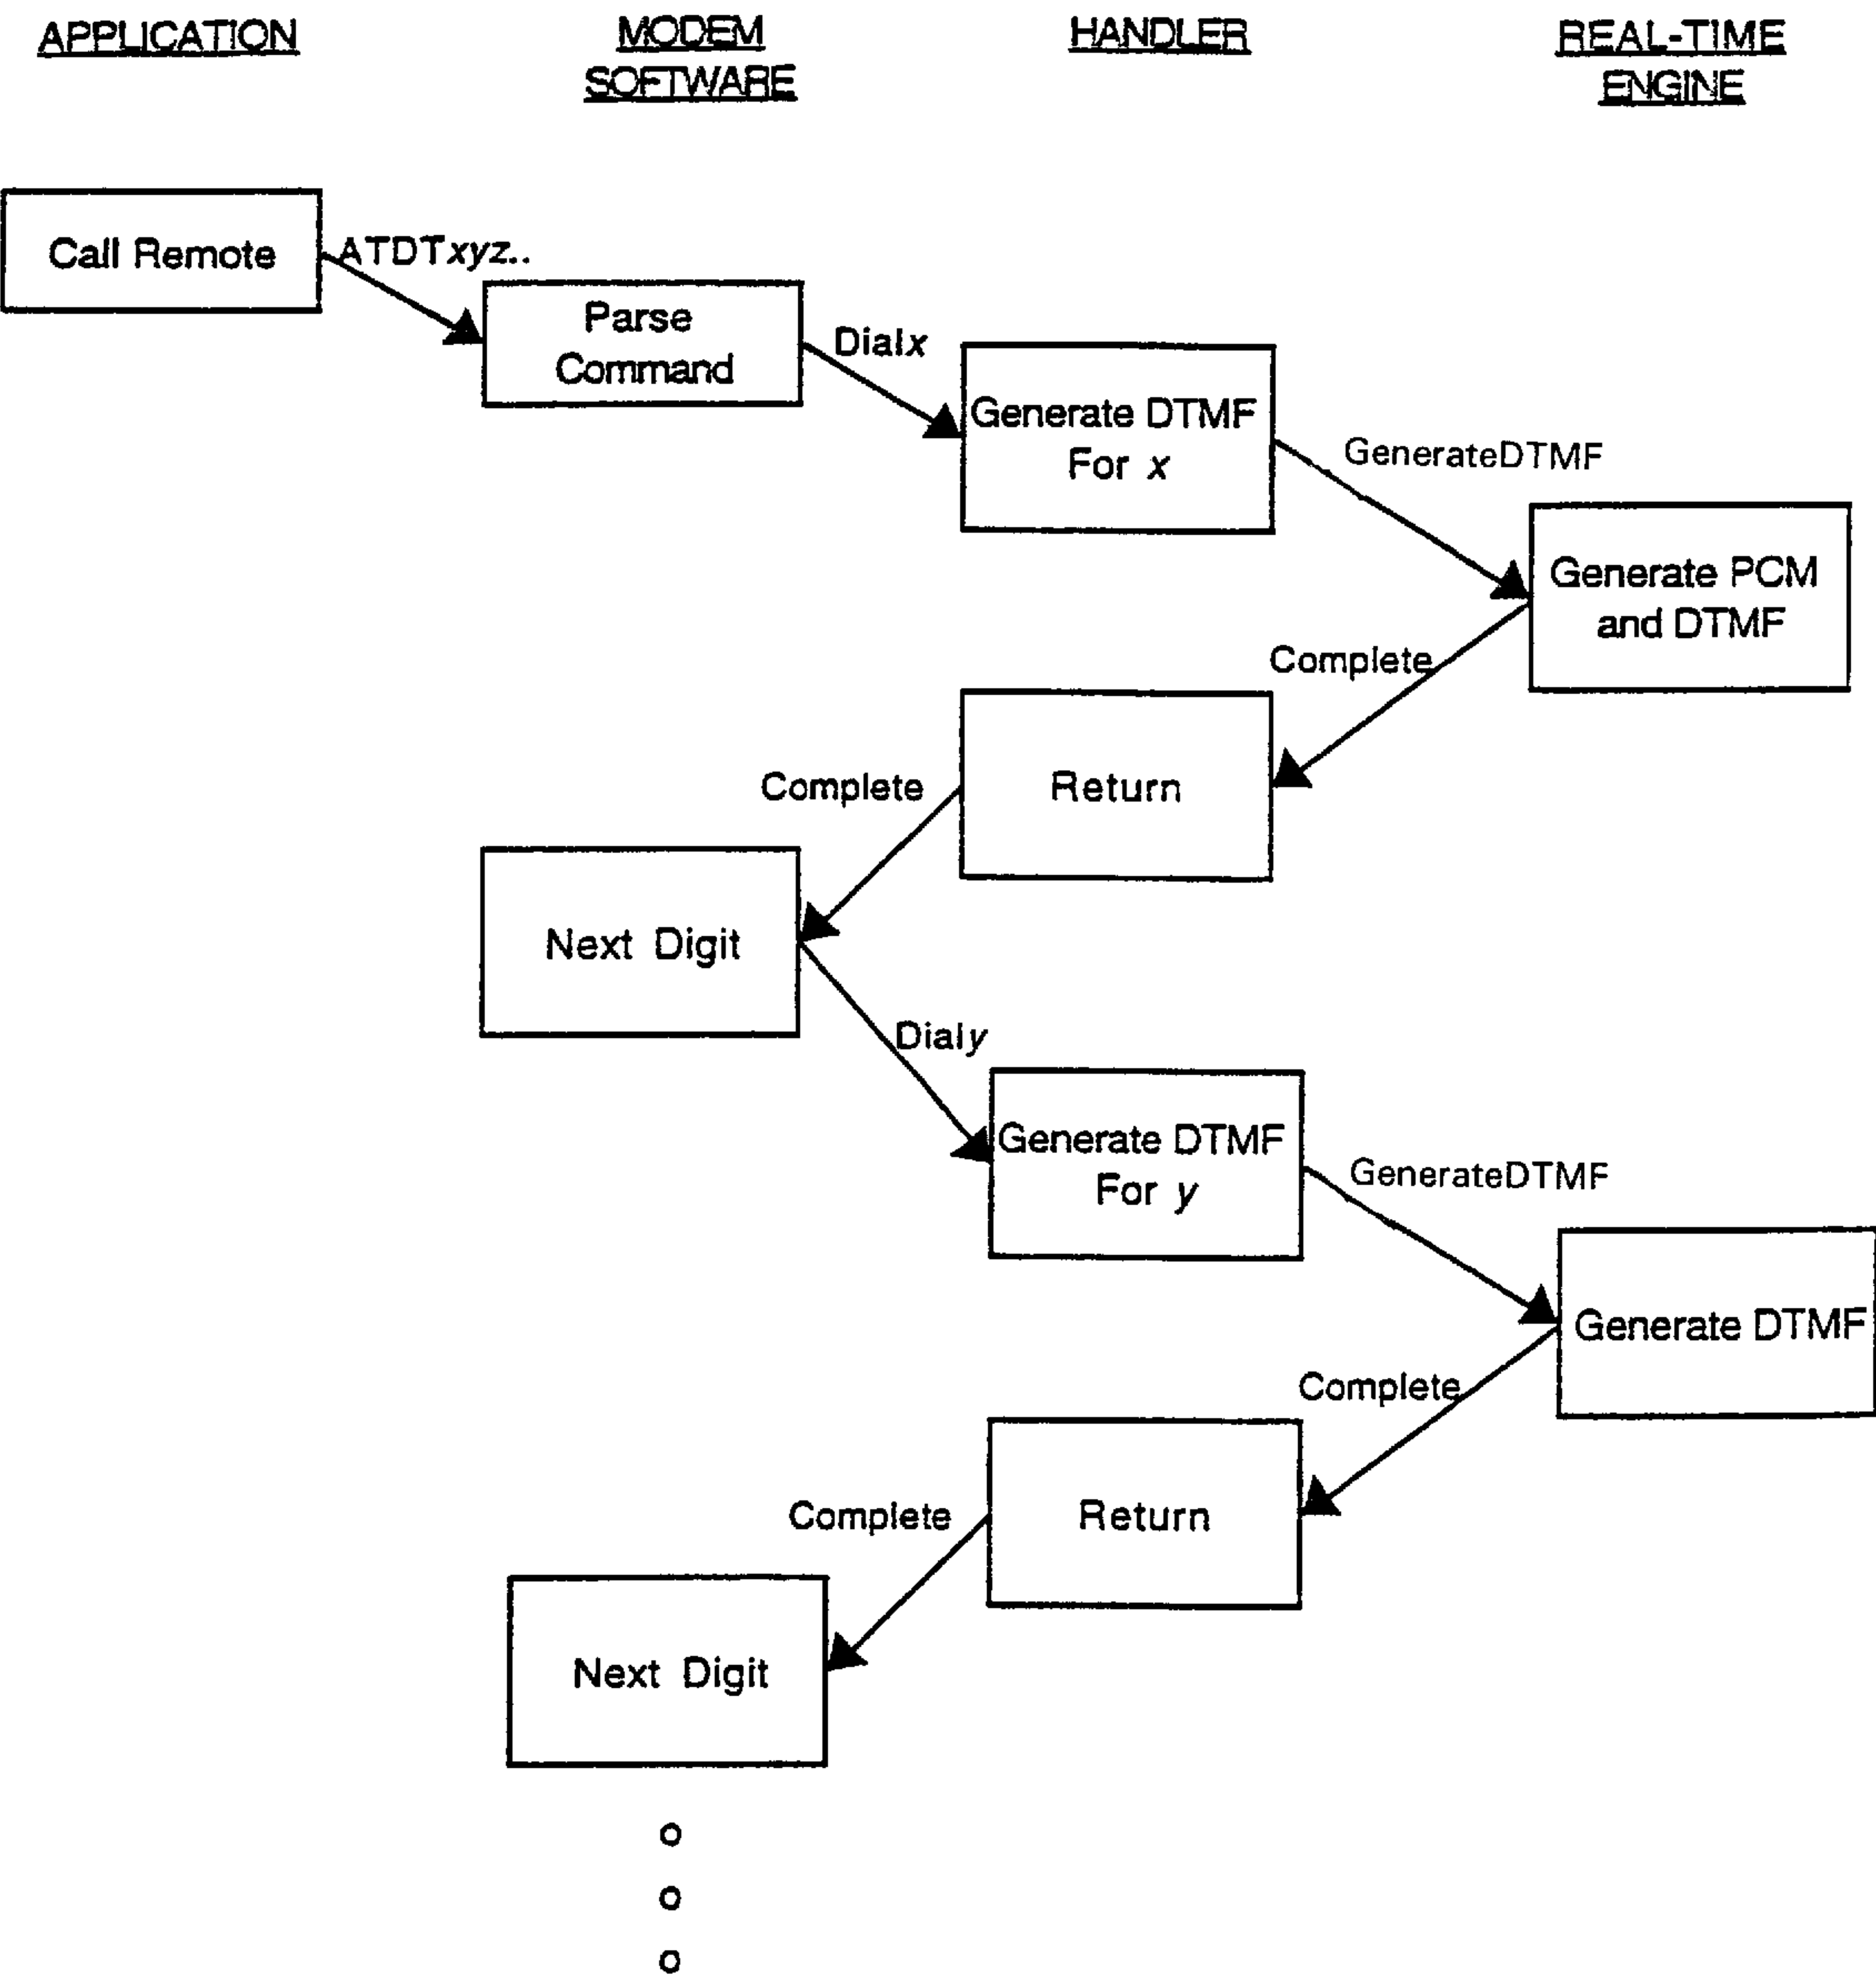 APPLICATION
MODEM
SOFTWARE
HANDLER
REAL-TIME
ENGINE
Call Remote
ATDTxyz..
Parse
Command
Dialx
Generate DTMF
For x
GenerateDTMF
Generate PCM
and DTMF
Complete
Return
Complete
Next Digit
Dialy
Generate DTMF
For y
GenerateDTMF
Generate DTMF
Complete
Return
Complete
Next Digit